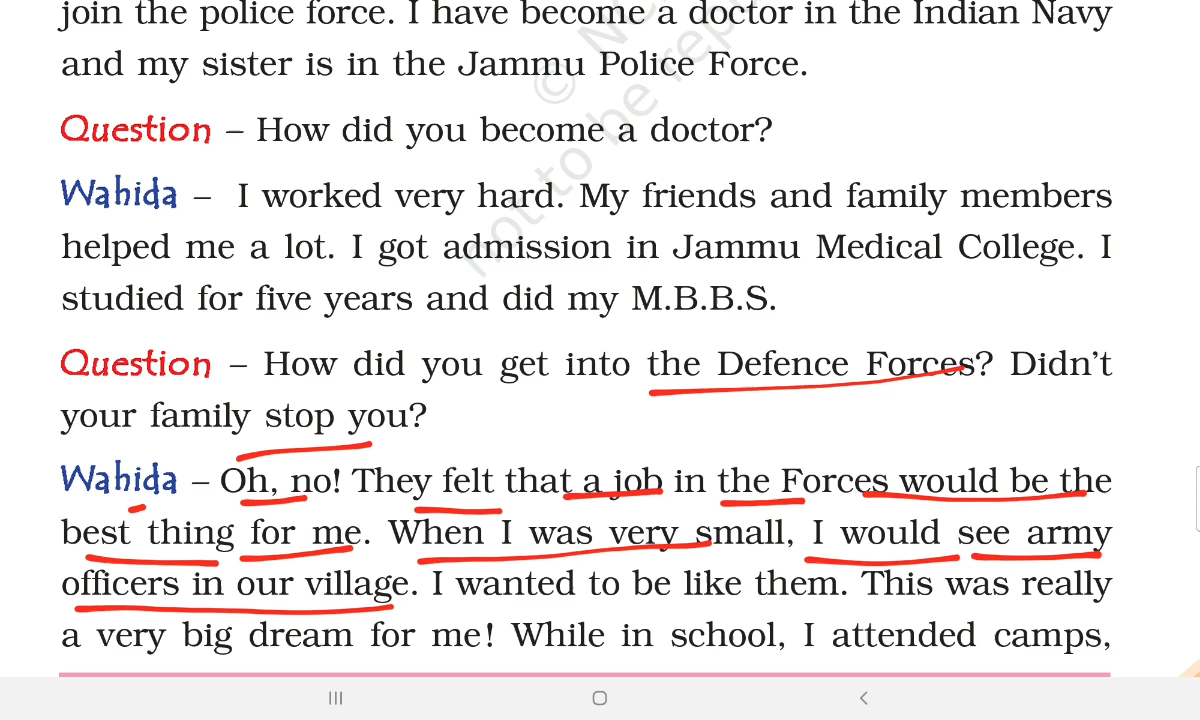 join the police force. I have become a doctor in the Indian Navy
and my sister is in the Jammu Police Force.
Question – How did you become a doctor?
Wahida – I worked very hard. My friends and family members
helped me a lot. I got admission in Jammu Medical College. I
studied for five years and did my M.B.B.S.
Question – How did you get into the Defence Forces? Didn't
your family stop you?
Wahida – Oh, no! They felt that a job in the Forces would be the
best thing for me. When I was very small, I would see army
officers in our village. I wanted to be like them. This was really
a very big dream for me! While in school, I attended camps,